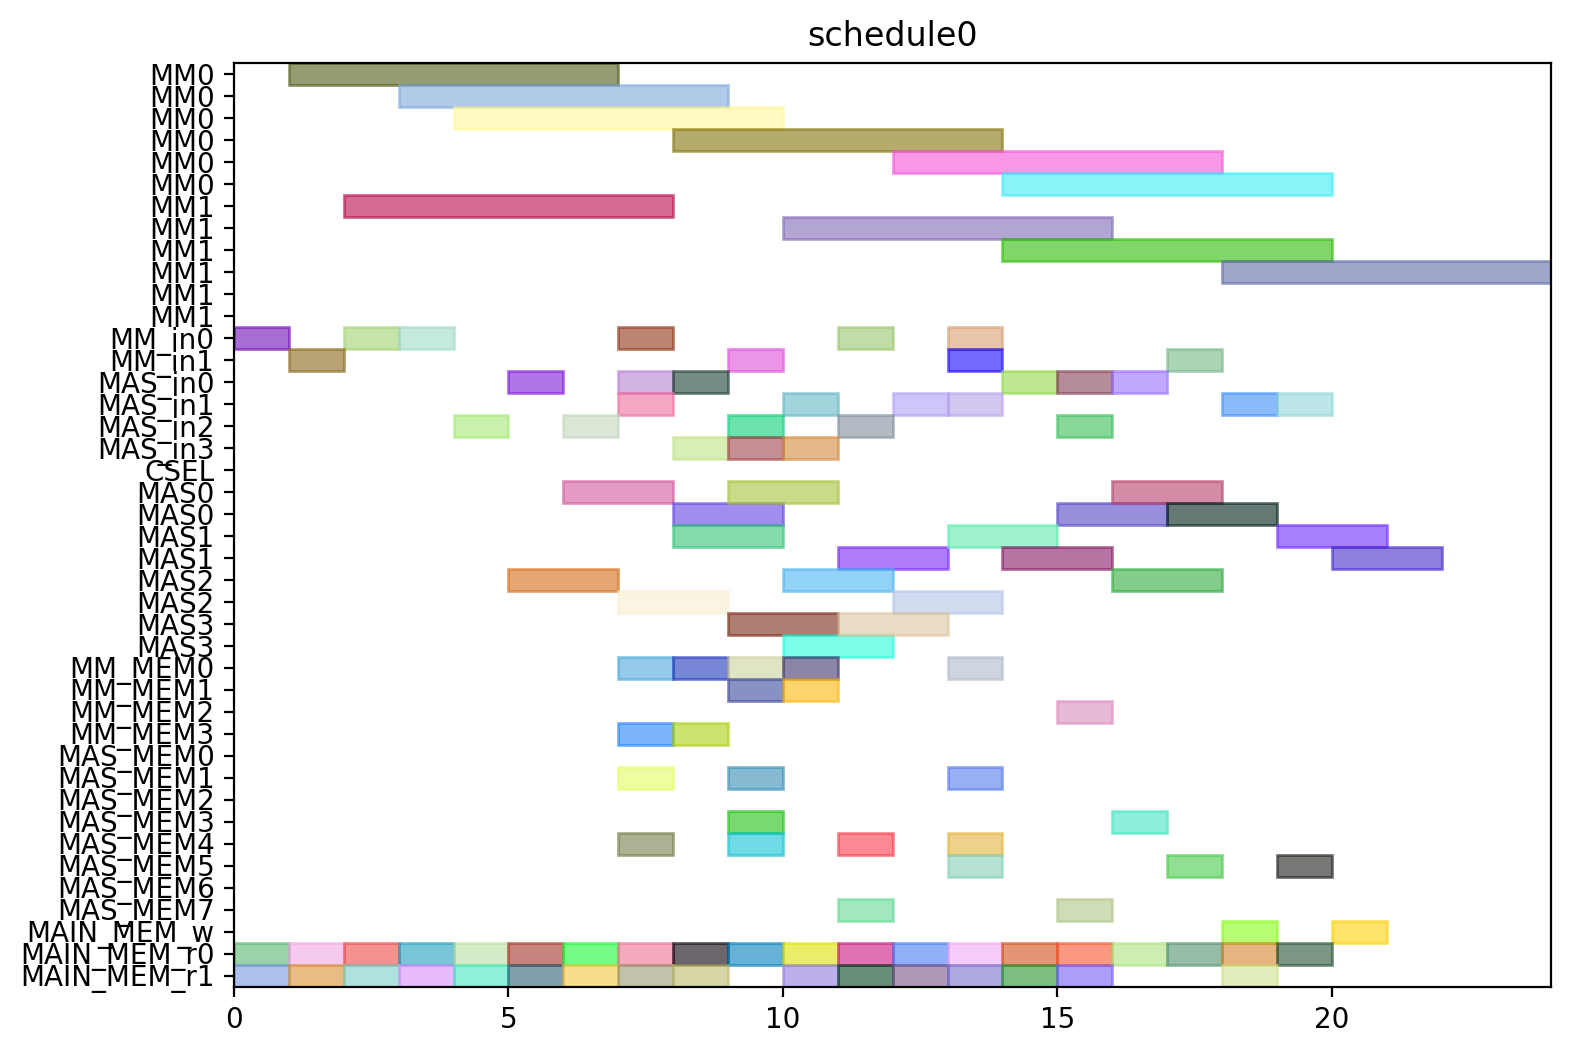 schedule0
MM0
MM0
MM0
MM0
MM0
MM0
MM1
MM1
MM1
MM1
MM1
MM1
MM_in0
MM_in1
MAS_in0
MAS_in1
MAS_in2
MAS_in3
CSEL
MAS0
MAS0
MAS1
MAS1
MAS2
MAS2
MAS3
MAS3
MM_MEM0
MM_MEM1
MM_MEM2
MM_MEM3
MAS_MEM0
MAS_MEM1
MAS_MEM2
MAS_MEM3
MAS_MEM4
MAS_MEM5
MAS_MEM6
MAS_MEM7
MAIN_MEM_w
MAIN_MEM_r0
MAIN_MEM_r1
0 5 10 15 20